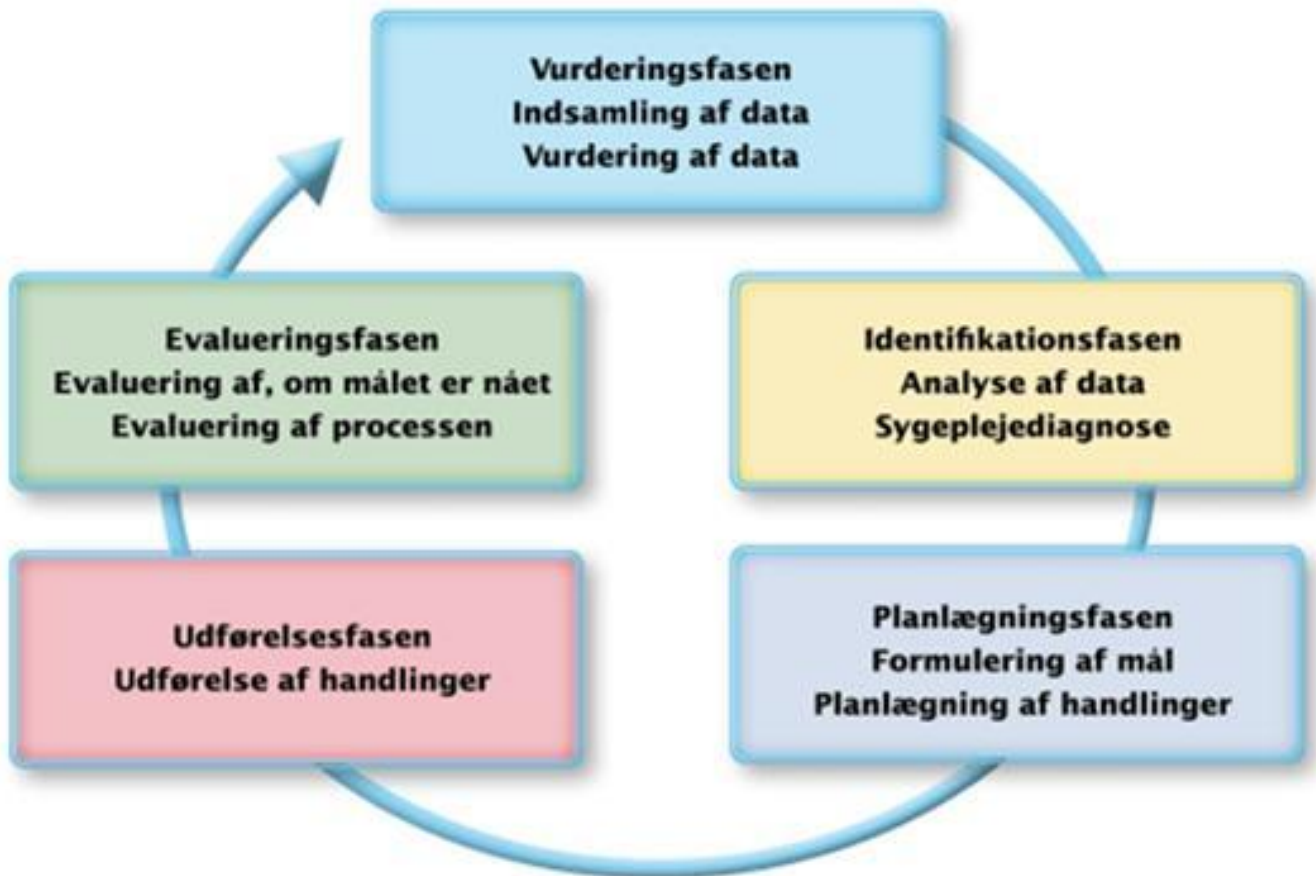 Vurderingsfasen
Indsamling af data
Vurdering af data
Identifikationsfasen
Analyse af data
Sygeplejediagnose
Planlægningsfasen
Formulering af mål
Planlægning af handlinger
Udførelsesfasen
Udførelse af handlinger
Evalueringsfasen
Evaluering af, om målet er nået
Evaluering af processen